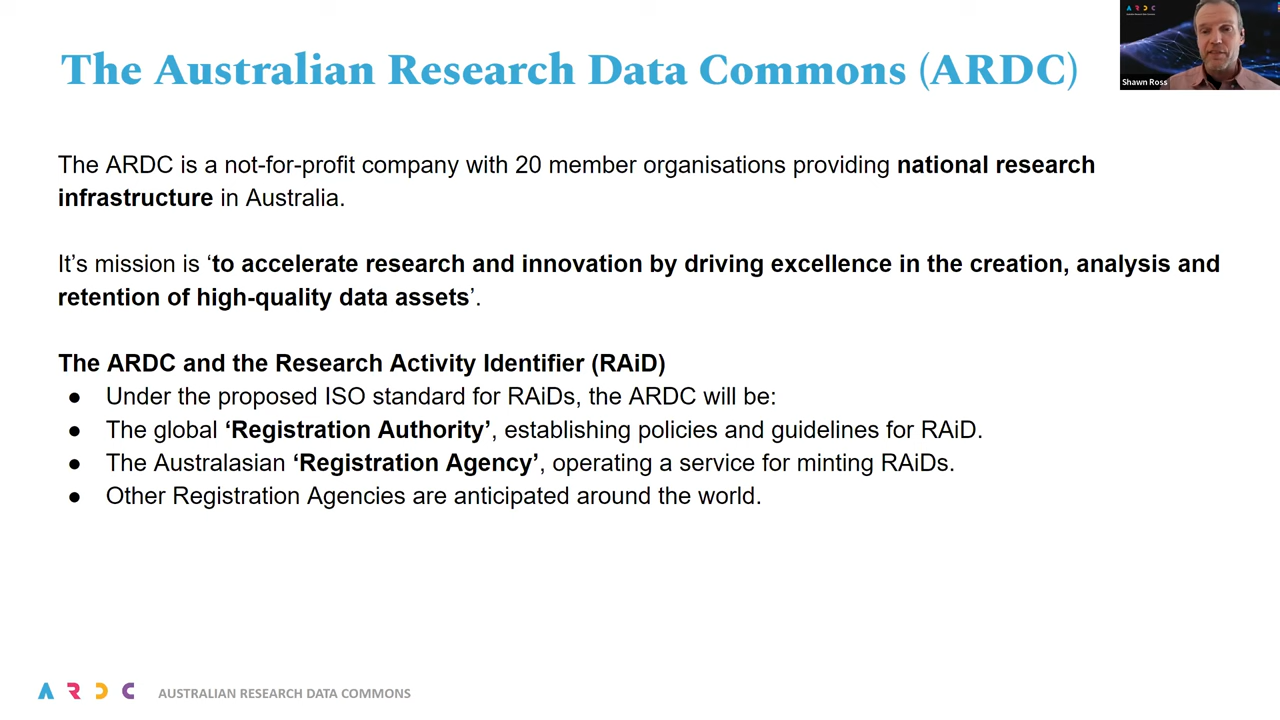 The Australian Research Data Commons (ARDC)
A R D C
Shawn Ross
The ARDC is a not-for-profit company with 20 member organisations providing national research
infrastructure in Australia.
It’s mission is ‘to accelerate research and innovation by driving excellence in the creation, analysis and
retention of high-quality data assets’.
The ARDC and the Research Activity Identifier (RAiD)
● Under the proposed ISO standard for RAiDs, the ARDC will be:
● The global ‘Registration Authority’, establishing policies and guidelines for RAiD.
● The Australasian ‘Registration Agency’, operating a service for minting RAiDs.
● Other Registration Agencies are anticipated around the world.
A R D C AUSTRALIAN RESEARCH DATA COMMONS